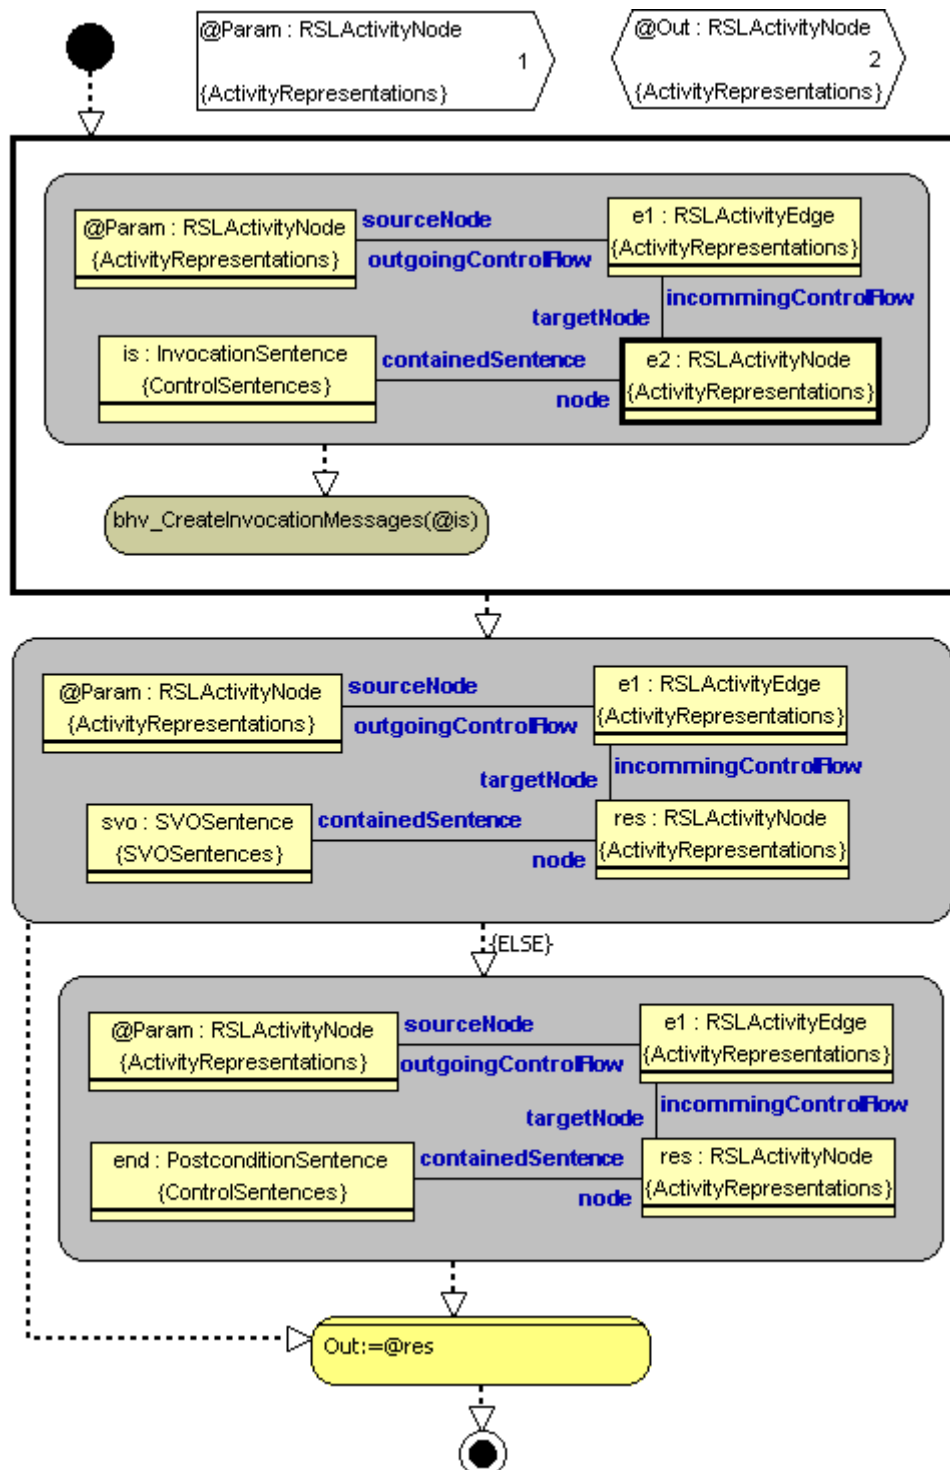 @Param : RSLActivityNode
1
{ActivityRepresentations}
@Out : RSLActivityNode
2
{ActivityRepresentations}
@Param : RSLActivityNode
{ActivityRepresentations}
sourceNode
outgoingControlFlow
e1 : RSLActivityEdge
{ActivityRepresentations}
incommingControlFlow
targetNode
is : InvocationSentence
{ControlSentences}
containedSentence
node
e2 : RSLActivityNode
{ActivityRepresentations}
bhv_CreateInvocationMessages(@is)
@Param : RSLActivityNode
{ActivityRepresentations}
sourceNode
outgoingControlFlow
e1 : RSLActivityEdge
{ActivityRepresentations}
incommingControlFlow
targetNode
svo : SVOSentence
{SVOSentences}
containedSentence
node
res : RSLActivityNode
{ActivityRepresentations}
{ELSE}
@Param : RSLActivityNode
{ActivityRepresentations}
sourceNode
outgoingControlFlow
e1 : RSLActivityEdge
{ActivityRepresentations}
incommingControlFlow
targetNode
end : PostconditionSentence
{ControlSentences}
containedSentence
node
res : RSLActivityNode
{ActivityRepresentations}
Out:=@res